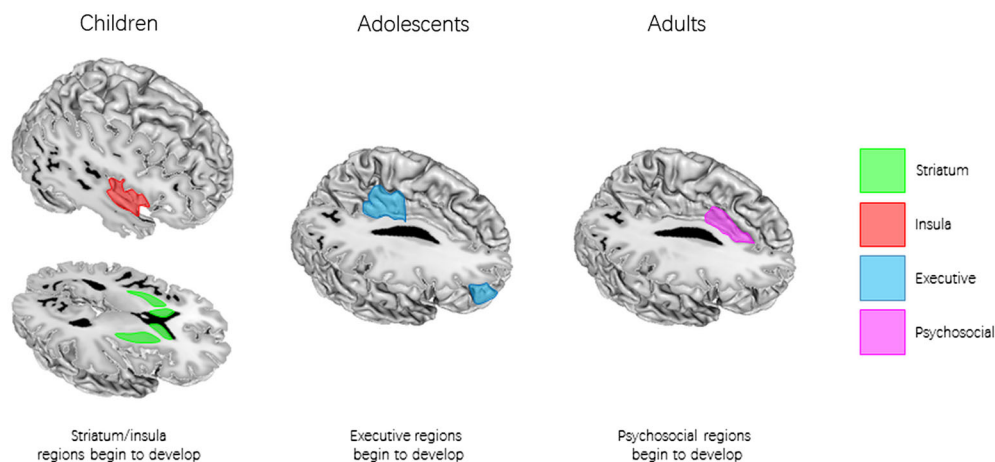 Children
Adolescents
Adults
Striatum
Insula
Executive
Psychosocial
Striatum/insula
regions begin to develop
Executive regions
begin to develop
Psychosocial regions
begin to develop